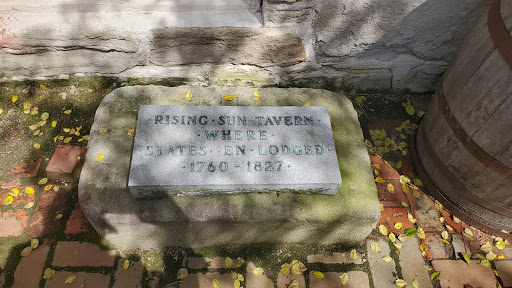 ·RISING·SUN·TAVERN·
·WHERE·
·STATES··EN·LODGED·
·1760-1827·